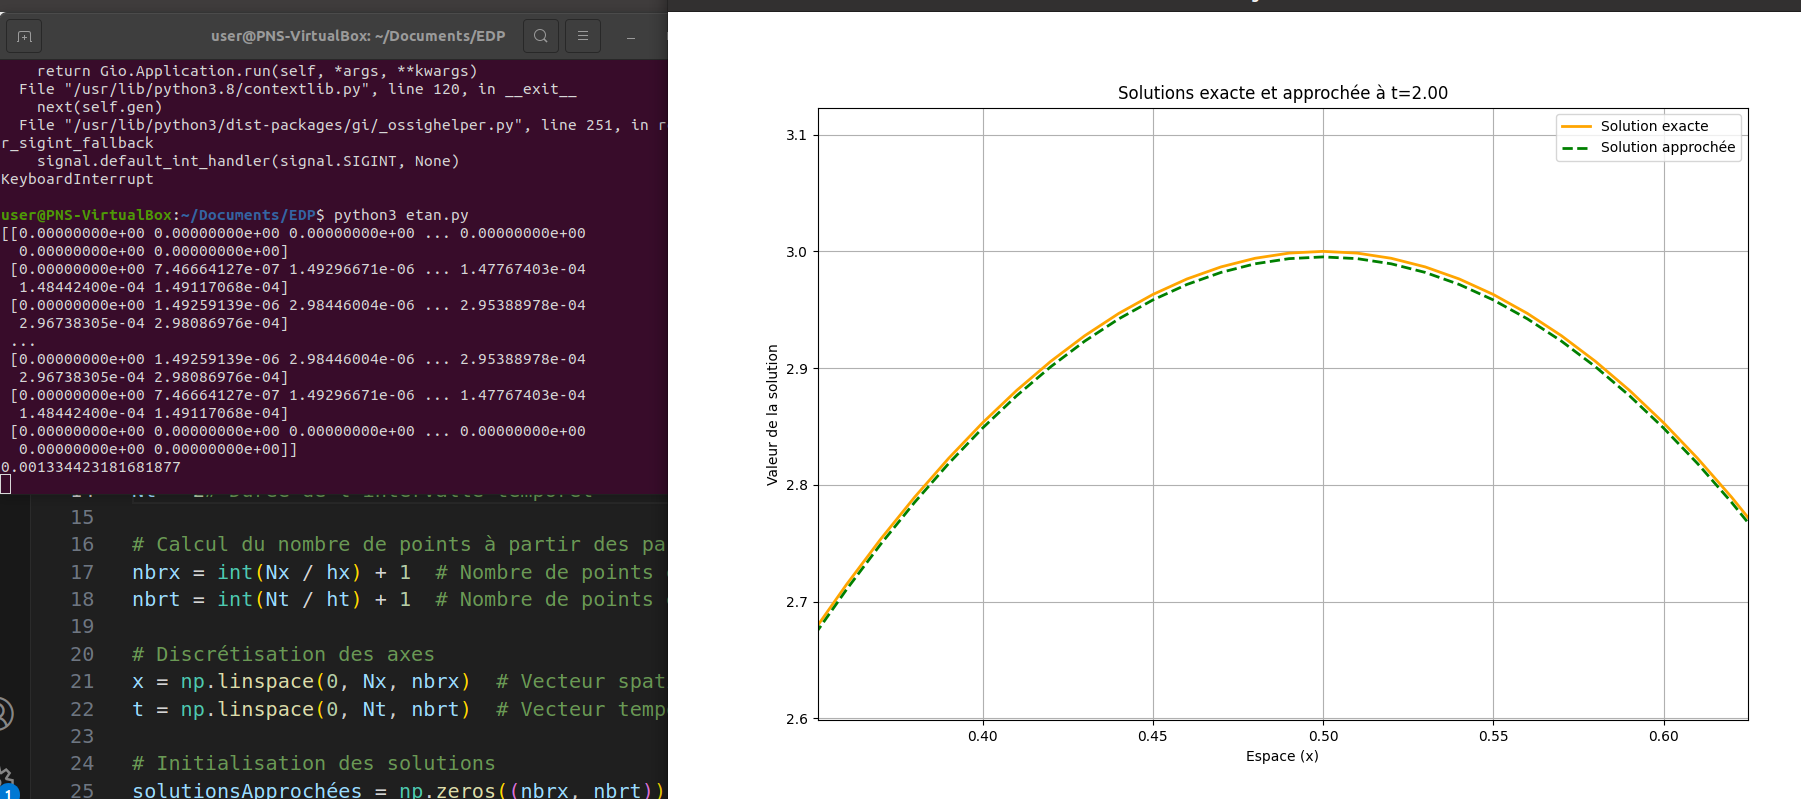 user@PNS-VirtualBox: ~/Documents/EDP
return Gio.Application.run(self, *args, **kwargs)
File "/usr/lib/python3.8/contextlib.py", line 120, in __exit__
next(self.gen)
File "/usr/lib/python3/dist-packages/gi/_ossighelper.py", line 251, in
r_sigint_fallback
signal.default_int_handler(signal.SIGINT, None)
KeyboardInterrupt
user@PNS-VirtualBox:~/Documents/EDP$ python3 etan.py
[[0.00000000e+00 0.00000000e+00 0.00000000e+00 ... 0.00000000e+00
0.00000000e+00 0.00000000e+00]
[0.00000000e+00 7.46664127e-07 1.49296671e-06 ... 1.47767403e-04
1.48442400e-04 1.49117068e-04]
[0.00000000e+00 1.49259139e-06 2.98446004e-06 ... 2.95388978e-04
2.96738305e-04 2.98086976e-04]
...
[0.00000000e+00 1.49259139e-06 2.98446004e-06 ... 2.95388978e-04
2.96738305e-04 2.98086976e-04]
[0.00000000e+00 7.46664127e-07 1.49296671e-06 ... 1.47767403e-04
1.48442400e-04 1.49117068e-04]
[0.00000000e+00 0.00000000e+00 0.00000000e+00 ... 0.00000000e+00
0.00000000e+00 0.00000000e+00]]
0.001334423181681877
15
16 # Calcul du nombre de points à partir des pa
17 nbrx = int(Nx / hx) + 1 # Nombre de points
18 nbrt = int(Nt / ht) + 1 # Nombre de points
19
20 # Discrétisation des axes
21 x = np.linspace(0, Nx, nbrx) # Vecteur spat
22 t = np.linspace(0, Nt, nbrt) # Vecteur temp
23
24 # Initialisation des solutions
25 solutionsApprochées = np.zeros((nbrx, nbrt))
1
Solutions exacte et approchée à t=2.00
Solution exacte
Solution approchée
Valeur de la solution
3.1
3.0
2.9
2.8
2.7
2.6
0.40 0.45 0.50 0.55 0.60
Espace (x)